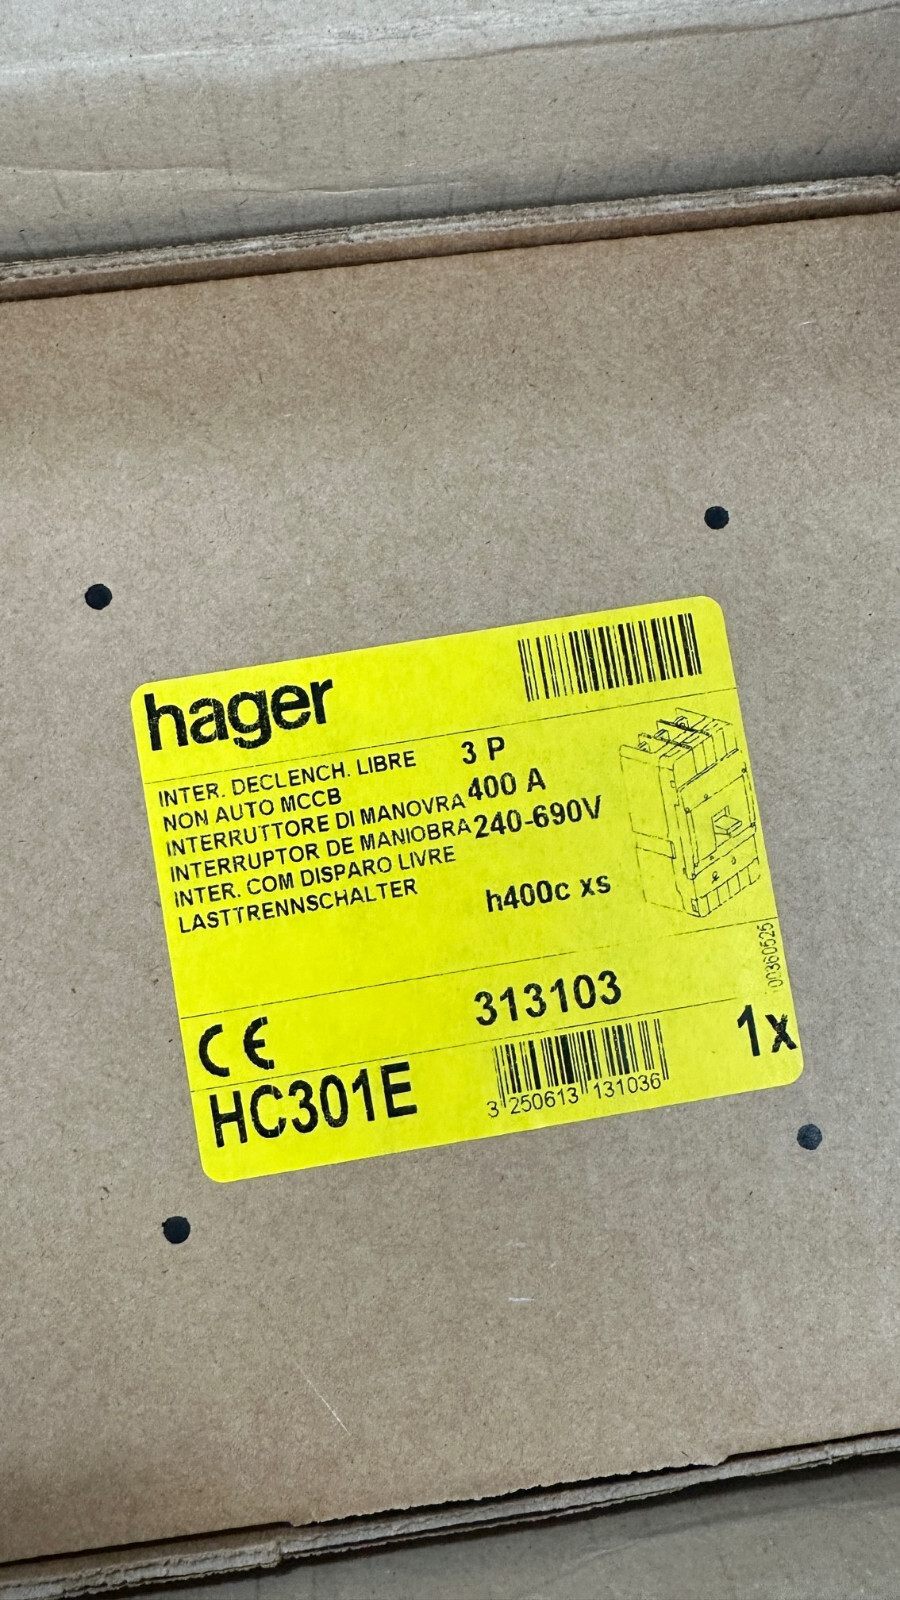 hager
INTER. DECLENCH. LIBRE
NON AUTO MCCB
INTERRUTTORE DI MANOVRA
INTERRUPTOR DE MANIOBRA
INTER. COM DISPARO LIVRE
LASTTRENNSCHALTER
3 P
400 A
240-690V
h400c xs
00360525
313103
CE
1x
HC301E
3 250613 131036